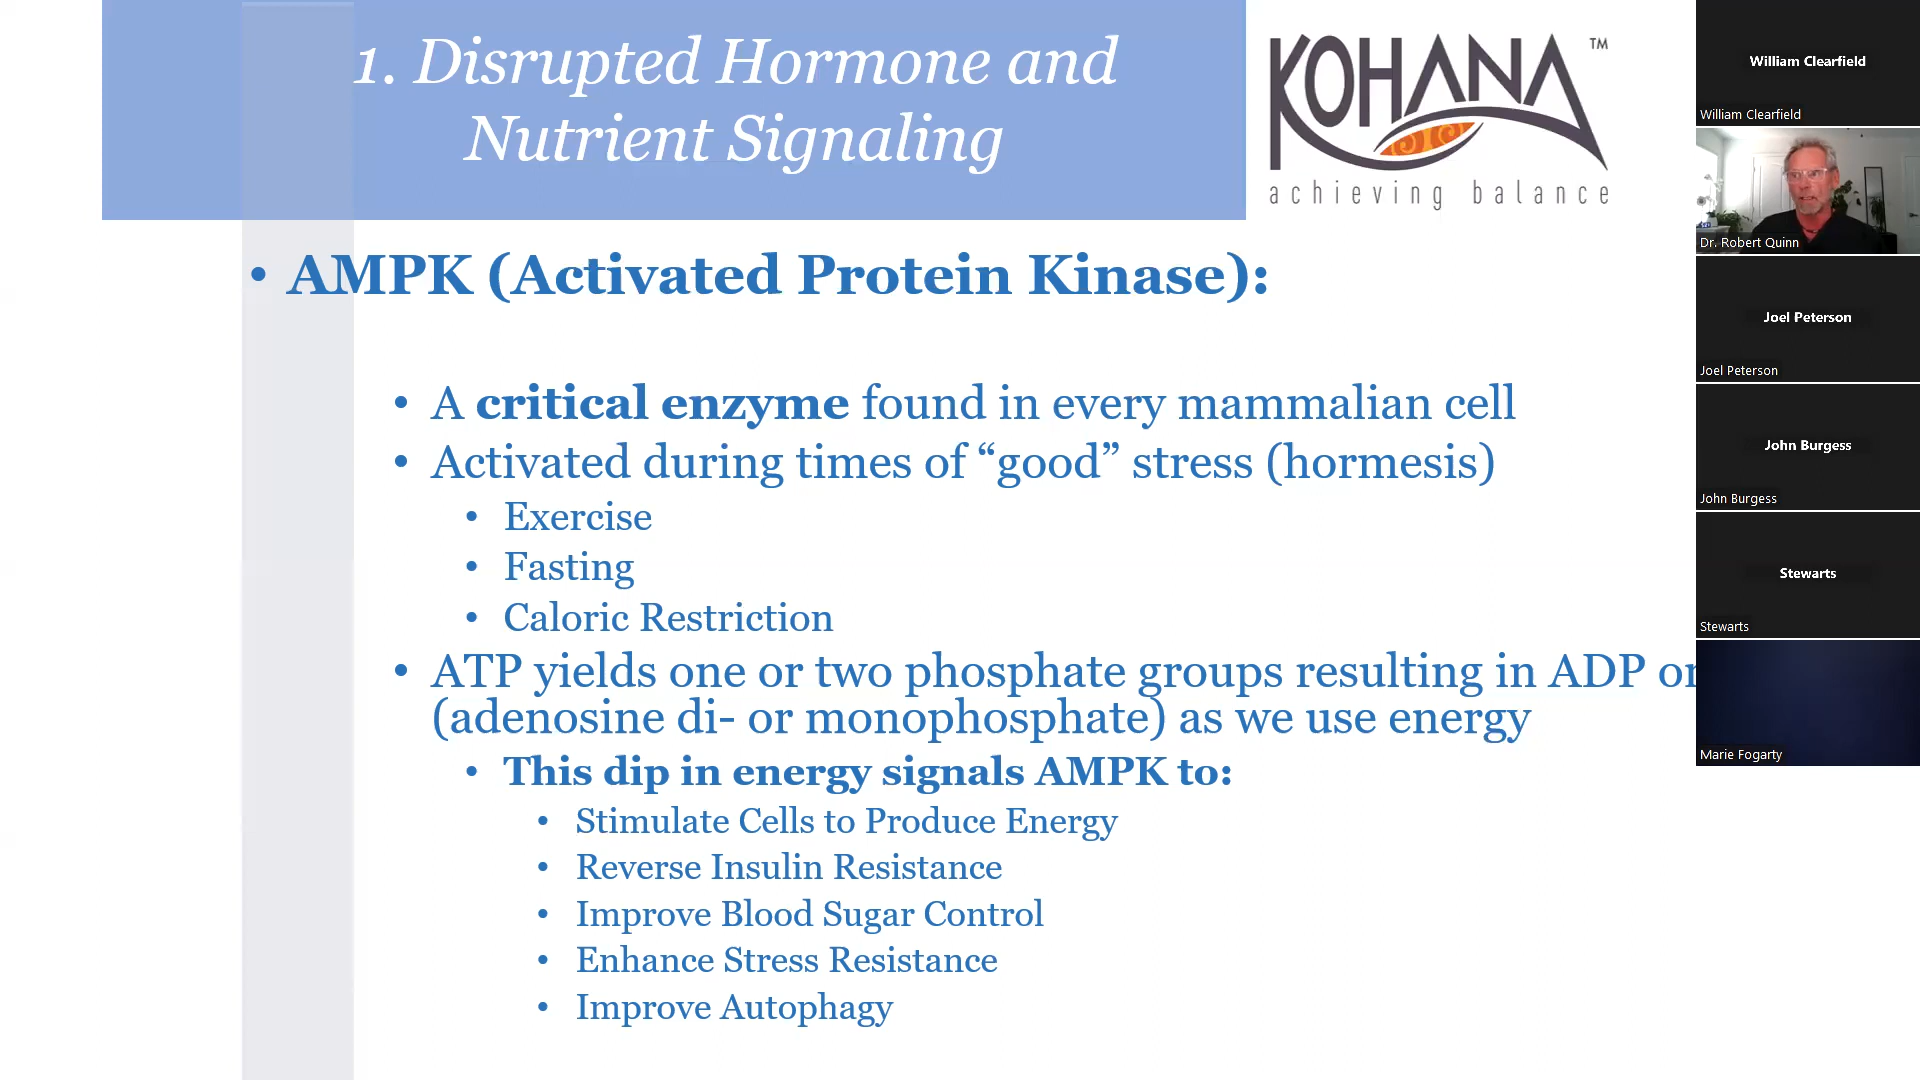 1. Disrupted Hormone and
Nutrient Signaling
KOHANA™
achieving balance
• AMPK (Activated Protein Kinase):
• A critical enzyme found in every mammalian cell
• Activated during times of “good” stress (hormesis)
• Exercise
• Fasting
• Caloric Restriction
• ATP yields one or two phosphate groups resulting in ADP or
(adenosine di- or monophosphate) as we use energy
• This dip in energy signals AMPK to:
• Stimulate Cells to Produce Energy
• Reverse Insulin Resistance
• Improve Blood Sugar Control
• Enhance Stress Resistance
• Improve Autophagy
William Clearfield
William Clearfield
Dr. Robert Quinn
Joel Peterson
Joel Peterson
John Burgess
John Burgess
Stewarts
Stewarts
Marie Fogarty